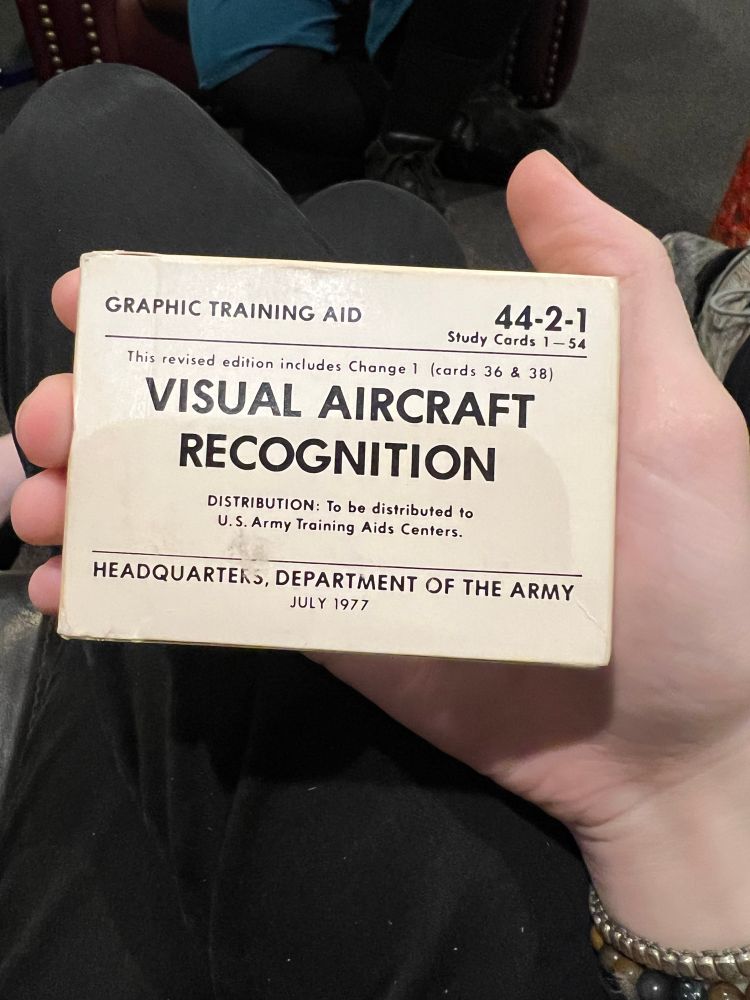 GRAPHIC TRAINING AID
44-2-1
Study Cards 1–54
This revised edition includes Change 1 (cards 36 & 38)
VISUAL AIRCRAFT
RECOGNITION
DISTRIBUTION: To be distributed to
U.S. Army Training Aids Centers.
HEADQUARTERS, DEPARTMENT OF THE ARMY
JULY 1977